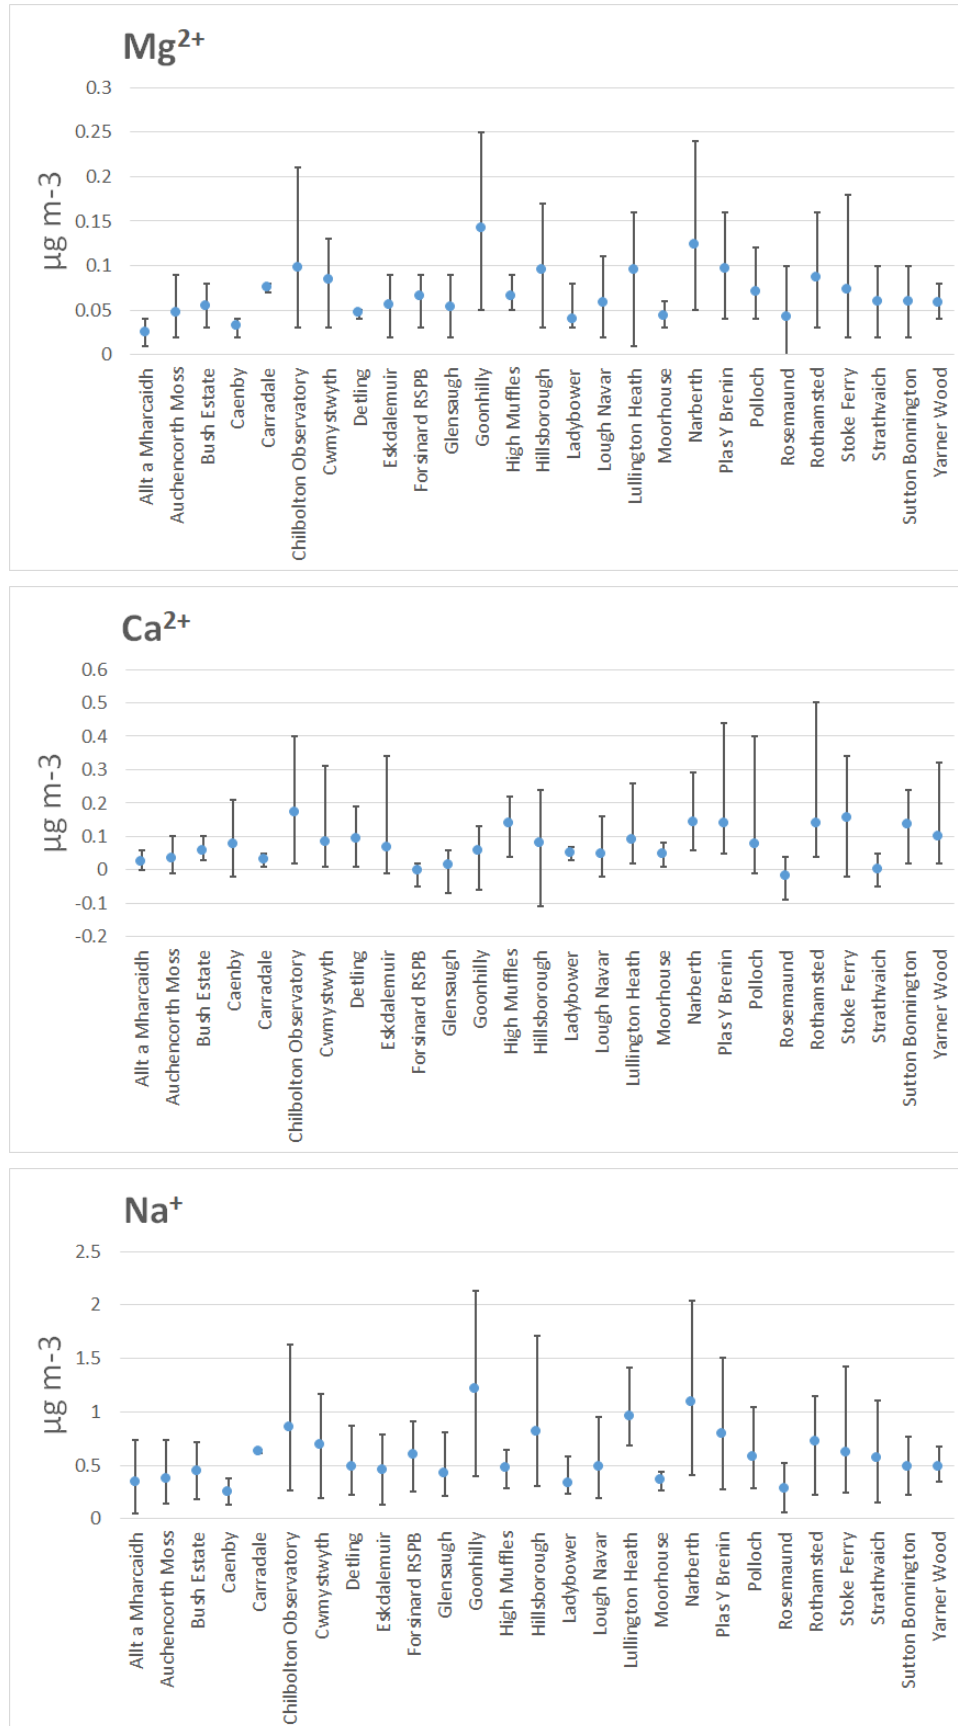 Mg²⁺
0.3
0.25
0.2
0.15
0.1
0.05
0
µg m-3
Allt a Mharcaidh
Auchencorth Moss
Bush Estate
Caenby
Carradale
Chilbolton Observatory
Cwmystwyth
Detling
Eskdalemuir
Forsinard RSPB
Glensaugh
Goonhilly
High Muffles
Hillsborough
Ladybower
Lough Navar
Lullington Heath
Moorhouse
Narberth
Plas Y Brenin
Polloch
Rosemaund
Rothamsted
Stoke Ferry
Strathvaich
Sutton Bonnington
Yarner Wood
Ca²⁺
0.6
0.5
0.4
0.3
0.2
0.1
0
-0.1
-0.2
µg m-3
Allt a Mharcaidh
Auchencorth Moss
Bush Estate
Caenby
Carradale
Chilbolton Observatory
Cwmystwyth
Detling
Eskdalemuir
Forsinard RSPB
Glensaugh
Goonhilly
High Muffles
Hillsborough
Ladybower
Lough Navar
Lullington Heath
Moorhouse
Narberth
Plas Y Brenin
Polloch
Rosemaund
Rothamsted
Stoke Ferry
Strathvaich
Sutton Bonnington
Yarner Wood
Na⁺
2.5
2
1.5
1
0.5
0
µg m-3
Allt a Mharcaidh
Auchencorth Moss
Bush Estate
Caenby
Carradale
Chilbolton Observatory
Cwmystwyth
Detling
Eskdalemuir
Forsinard RSPB
Glensaugh
Goonhilly
High Muffles
Hillsborough
Ladybower
Lough Navar
Lullington Heath
Moorhouse
Narberth
Plas Y Brenin
Polloch
Rosemaund
Rothamsted
Stoke Ferry
Strathvaich
Sutton Bonnington
Yarner Wood